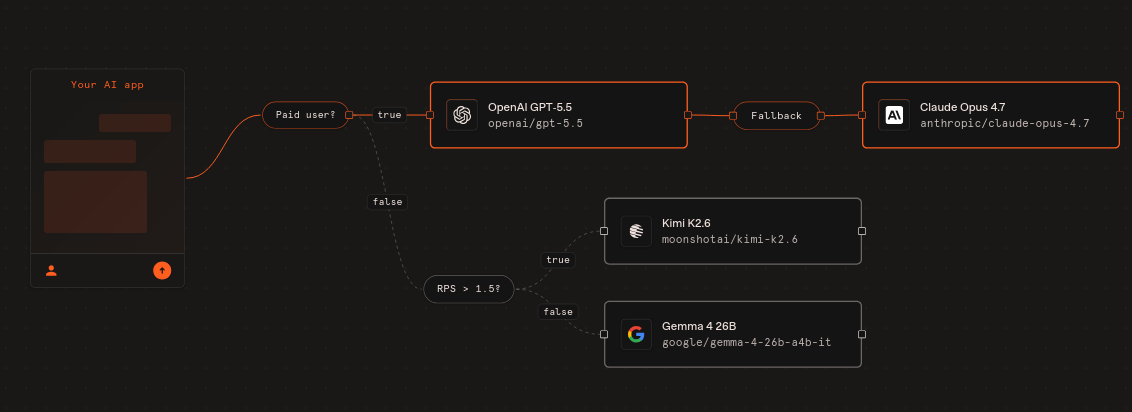 Your AI app
Paid user?
true
OpenAI GPT-5.5
openai/gpt-5.5
Fallback
Claude Opus 4.7
anthropic/claude-opus-4.7
false
RPS > 1.5?
true
Kimi K2.6
moonshotai/kimi-k2.6
false
Gemma 4 26B
google/gemma-4-26b-a4b-it